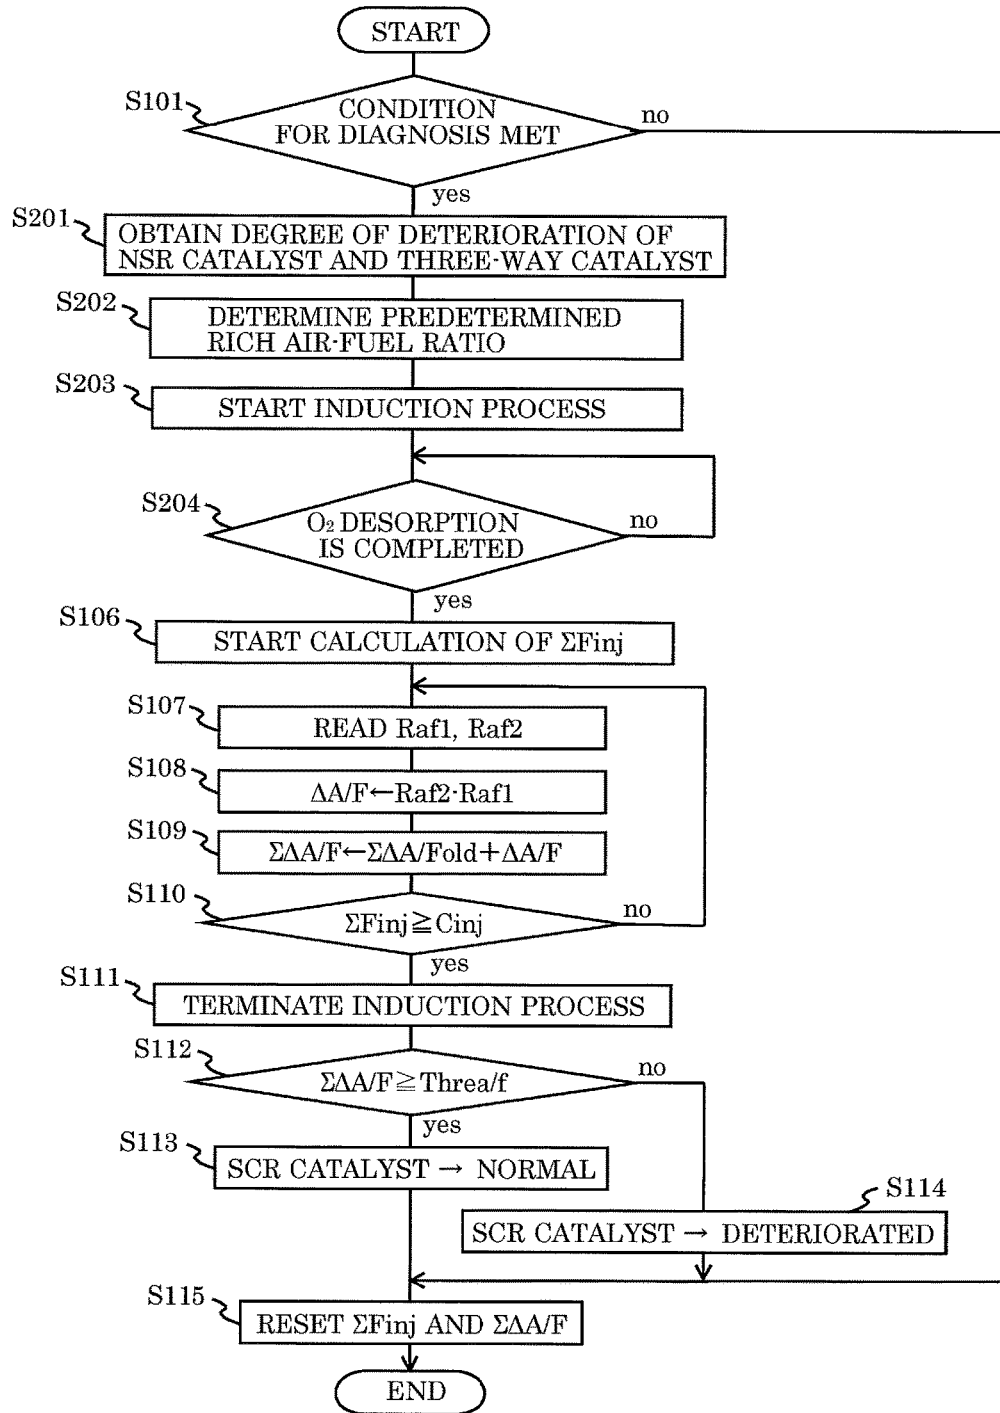 START
S101
CONDITION
FOR DIAGNOSIS MET
no
yes
S201
OBTAIN DEGREE OF DETERIORATION OF
NSR CATALYST AND THREE-WAY CATALYST
S202
DETERMINE PREDETERMINED
RICH AIR-FUEL RATIO
S203
START INDUCTION PROCESS
S204
O₂ DESORPTION
IS COMPLETED
no
yes
S106
START CALCULATION OF ΣFinj
S107
READ Raf1, Raf2
S108
ΔA/F←Raf2-Raf1
S109
ΣΔA/F←ΣΔA/Fold+ΔA/F
S110
ΣFinj≧Cinj
no
yes
S111
TERMINATE INDUCTION PROCESS
S112
ΣΔA/F≧Threa/f
no
yes
S113
SCR CATALYST → NORMAL
S114
SCR CATALYST → DETERIORATED
S115
RESET ΣFinj AND ΣΔA/F
END